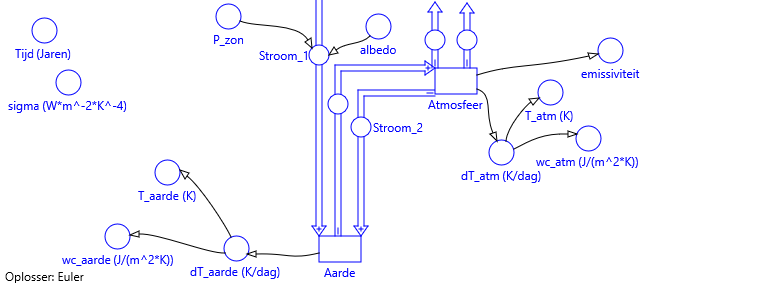 P_zon
albedo
Tijd (Jaren)
Stroom_1
emissiviteit
sigma (W*m^-2*K^-4)
Atmosfeer
T_atm (K)
Stroom_2
wc_atm (J/(m^2*K))
dT_atm (K/dag)
T_aarde (K)
wc_aarde (J/(m^2*K))
dT_aarde (K/dag)
Aarde
Oplosser: Euler